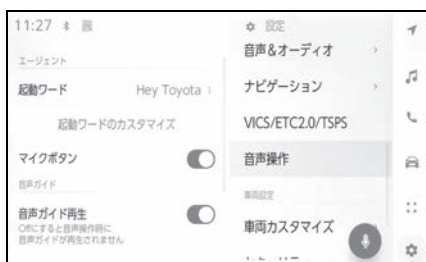 11:27
エージェント
起動ワード Hey Toyota
起動ワードのカスタマイズ
マイクボタン
音声ガイド
音声ガイド再生
Offにすると音声操作時に
音声ガイドが再生されません
設定
音声&オーディオ
ナビゲーション
VICS/ETC2.0/TSPS
音声操作
車両設定
車両カスタマイズ